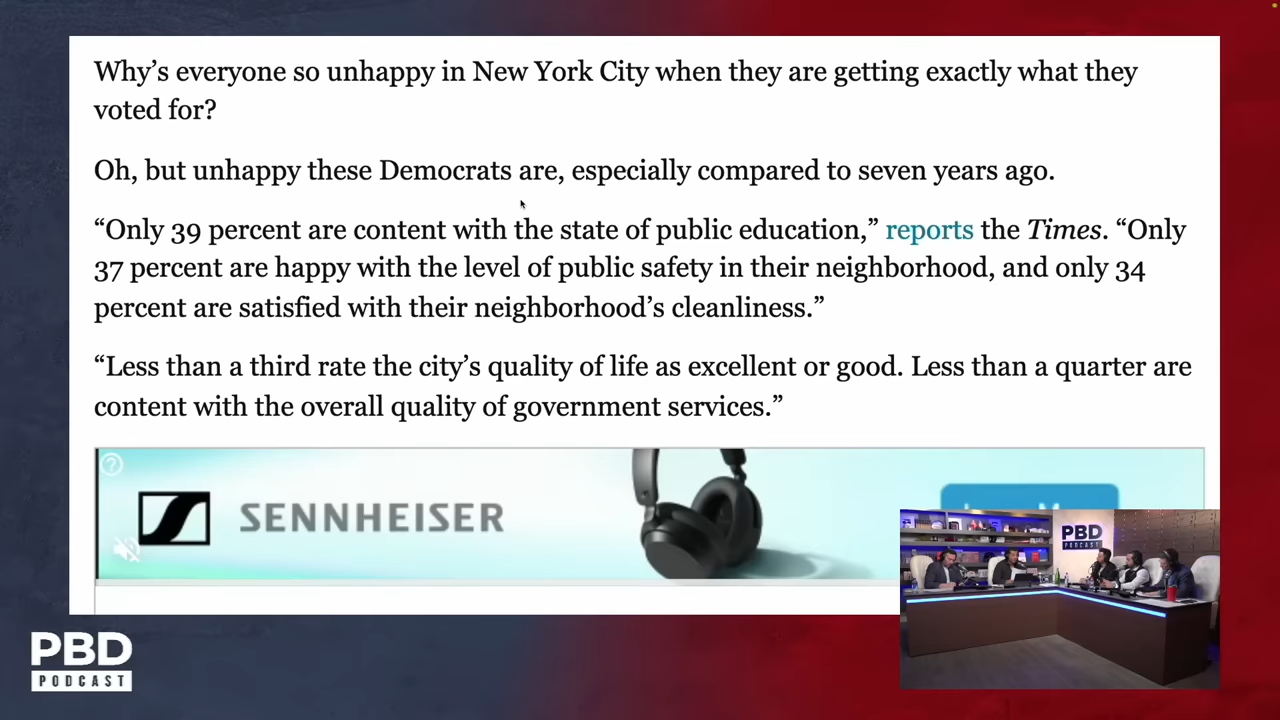 Why’s everyone so unhappy in New York City when they are getting exactly what they
voted for?
Oh, but unhappy these Democrats are, especially compared to seven years ago.
“Only 39 percent are content with the state of public education,” reports the Times. “Only
37 percent are happy with the level of public safety in their neighborhood, and only 34
percent are satisfied with their neighborhood’s cleanliness.”
“Less than a third rate the city’s quality of life as excellent or good. Less than a quarter are
content with the overall quality of government services.”
SENNHEISER
PBD
PODCAST
PBD
PODCAST